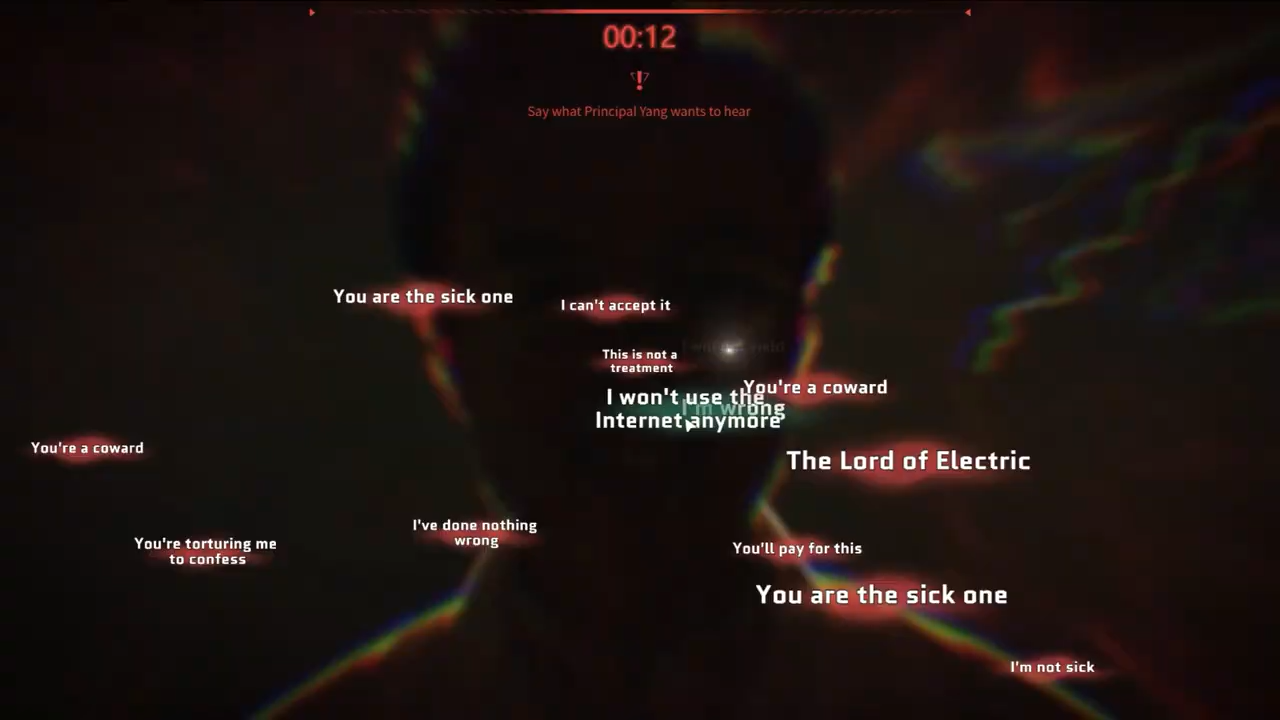 00:12
!
Say what Principal Yang wants to hear
You are the sick one
I can't accept it
This is not a
treatment
You're a coward
I won't use the
Internet anymore
I'm wrong
You're a coward
The Lord of Electric
I've done nothing
wrong
You're torturing me
to confess
You'll pay for this
You are the sick one
I'm not sick